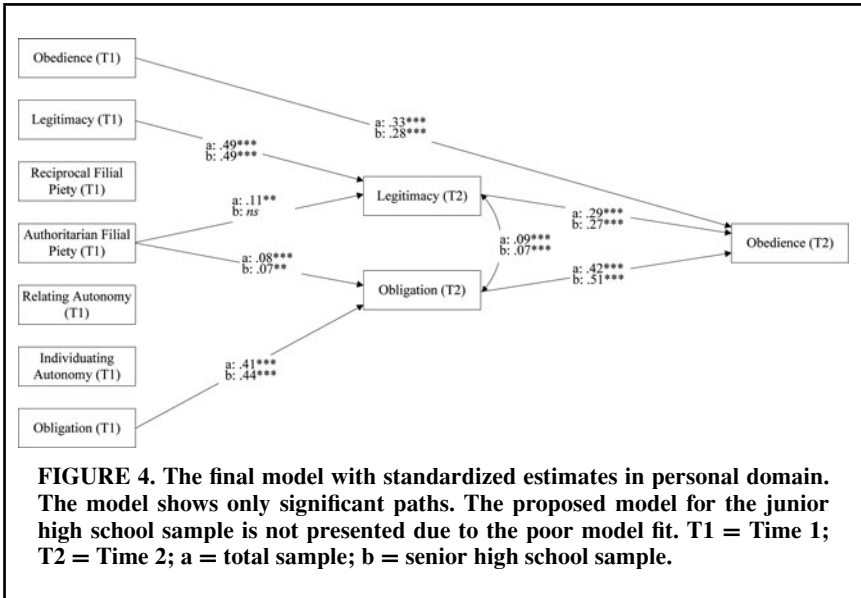 Obedience (T1)
a: .33***
b: .28***
Legitimacy (T1)
a: .49***
b: .49***
Reciprocal Filial
Piety (T1)
Legitimacy (T2)
a: .11**
b: ns
a: .29***
b: .27***
Authoritarian Filial
Piety (T1)
a: .09***
b: .07***
Obedience (T2)
a: .08***
b: .07**
a: .42***
b: .51***
Relating Autonomy
(T1)
Obligation (T2)
Individuating
Autonomy (T1)
a: .41***
b: .44***
Obligation (T1)
FIGURE 4. The final model with standardized estimates in personal domain.
The model shows only significant paths. The proposed model for the junior
high school sample is not presented due to the poor model fit. T1 = Time 1;
T2 = Time 2; a = total sample; b = senior high school sample.